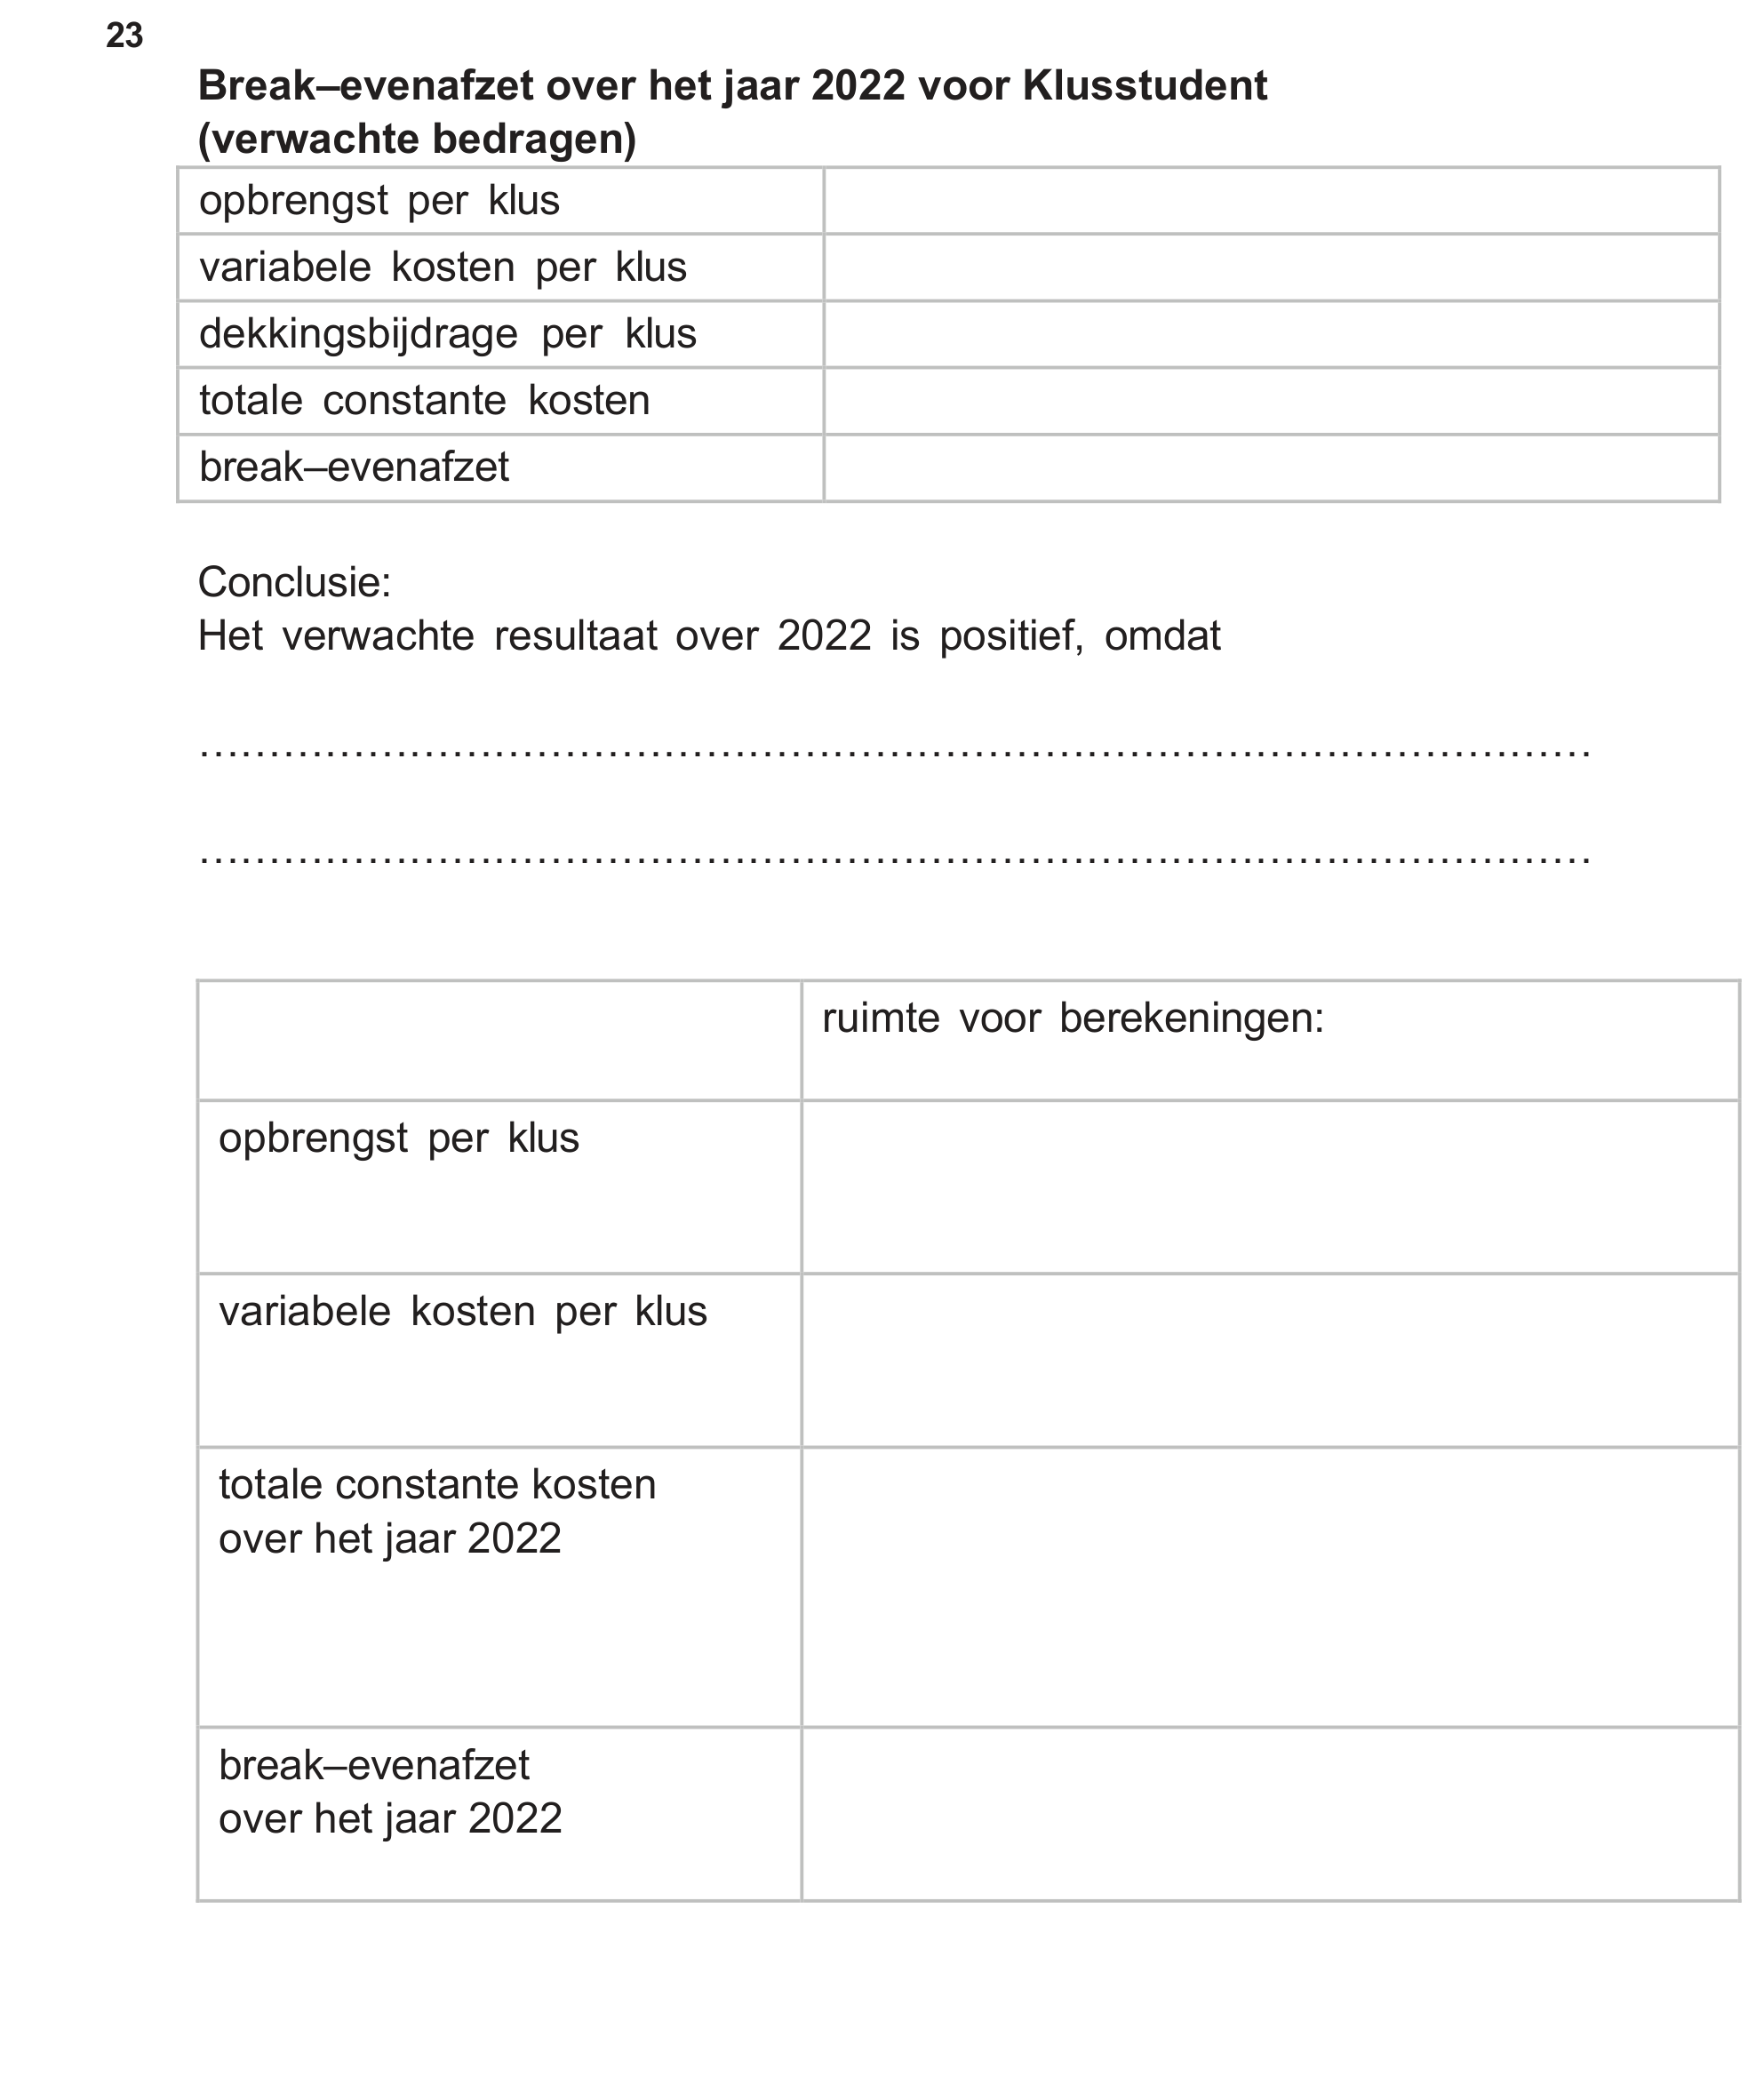 23
Break–evenafzet over het jaar 2022 voor Klusstudent
(verwachte bedragen)
opbrengst per klus
variabele kosten per klus
dekkingsbijdrage per klus
totale constante kosten
break–evenafzet
Conclusie:
Het verwachte resultaat over 2022 is positief, omdat
...................................................................................................
...................................................................................................
ruimte voor berekeningen:
opbrengst per klus
variabele kosten per klus
totale constante kosten
over het jaar 2022
break–evenafzet
over het jaar 2022